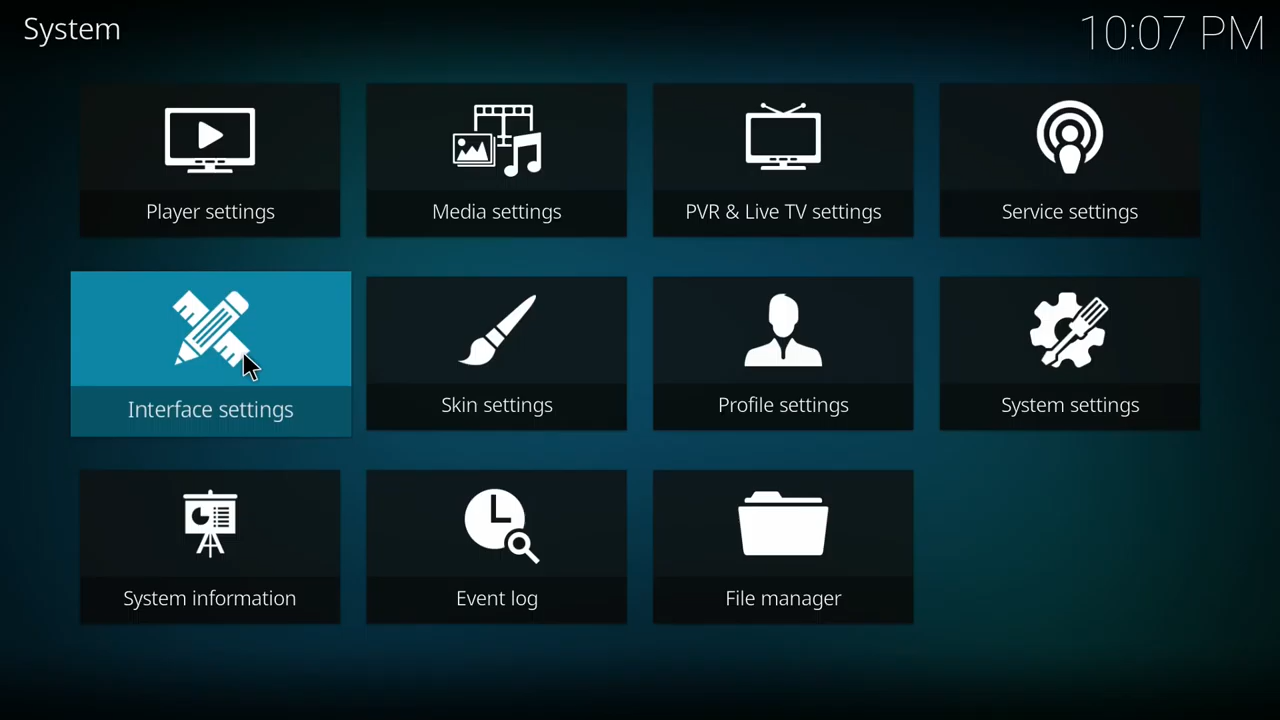 System
10:07 PM
Player settings
Media settings
PVR & Live TV settings
Service settings
Interface settings
Skin settings
Profile settings
System settings
System information
Event log
File manager